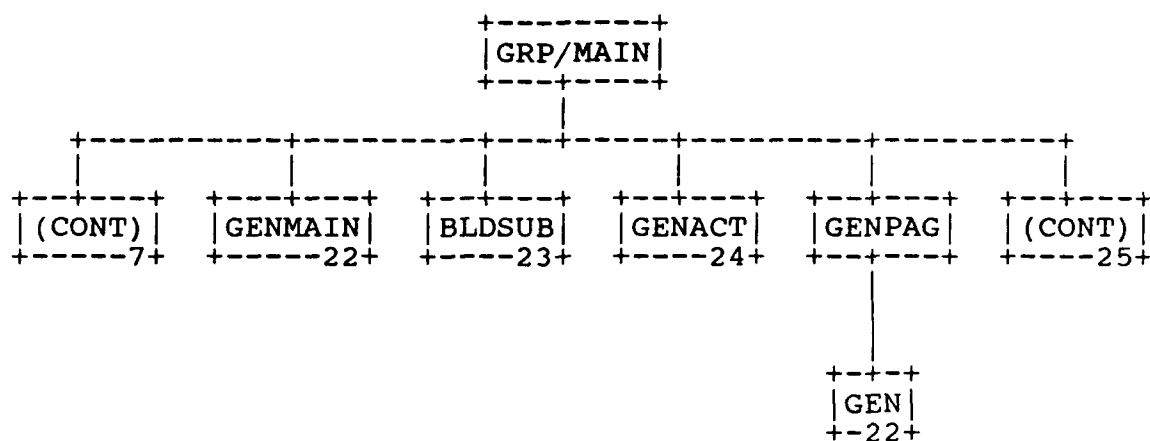 GRP/MAIN
(CONT) GENMAIN BLDSUB GENACT GENPAG (CONT)
7 22 23 24 25
GEN
22